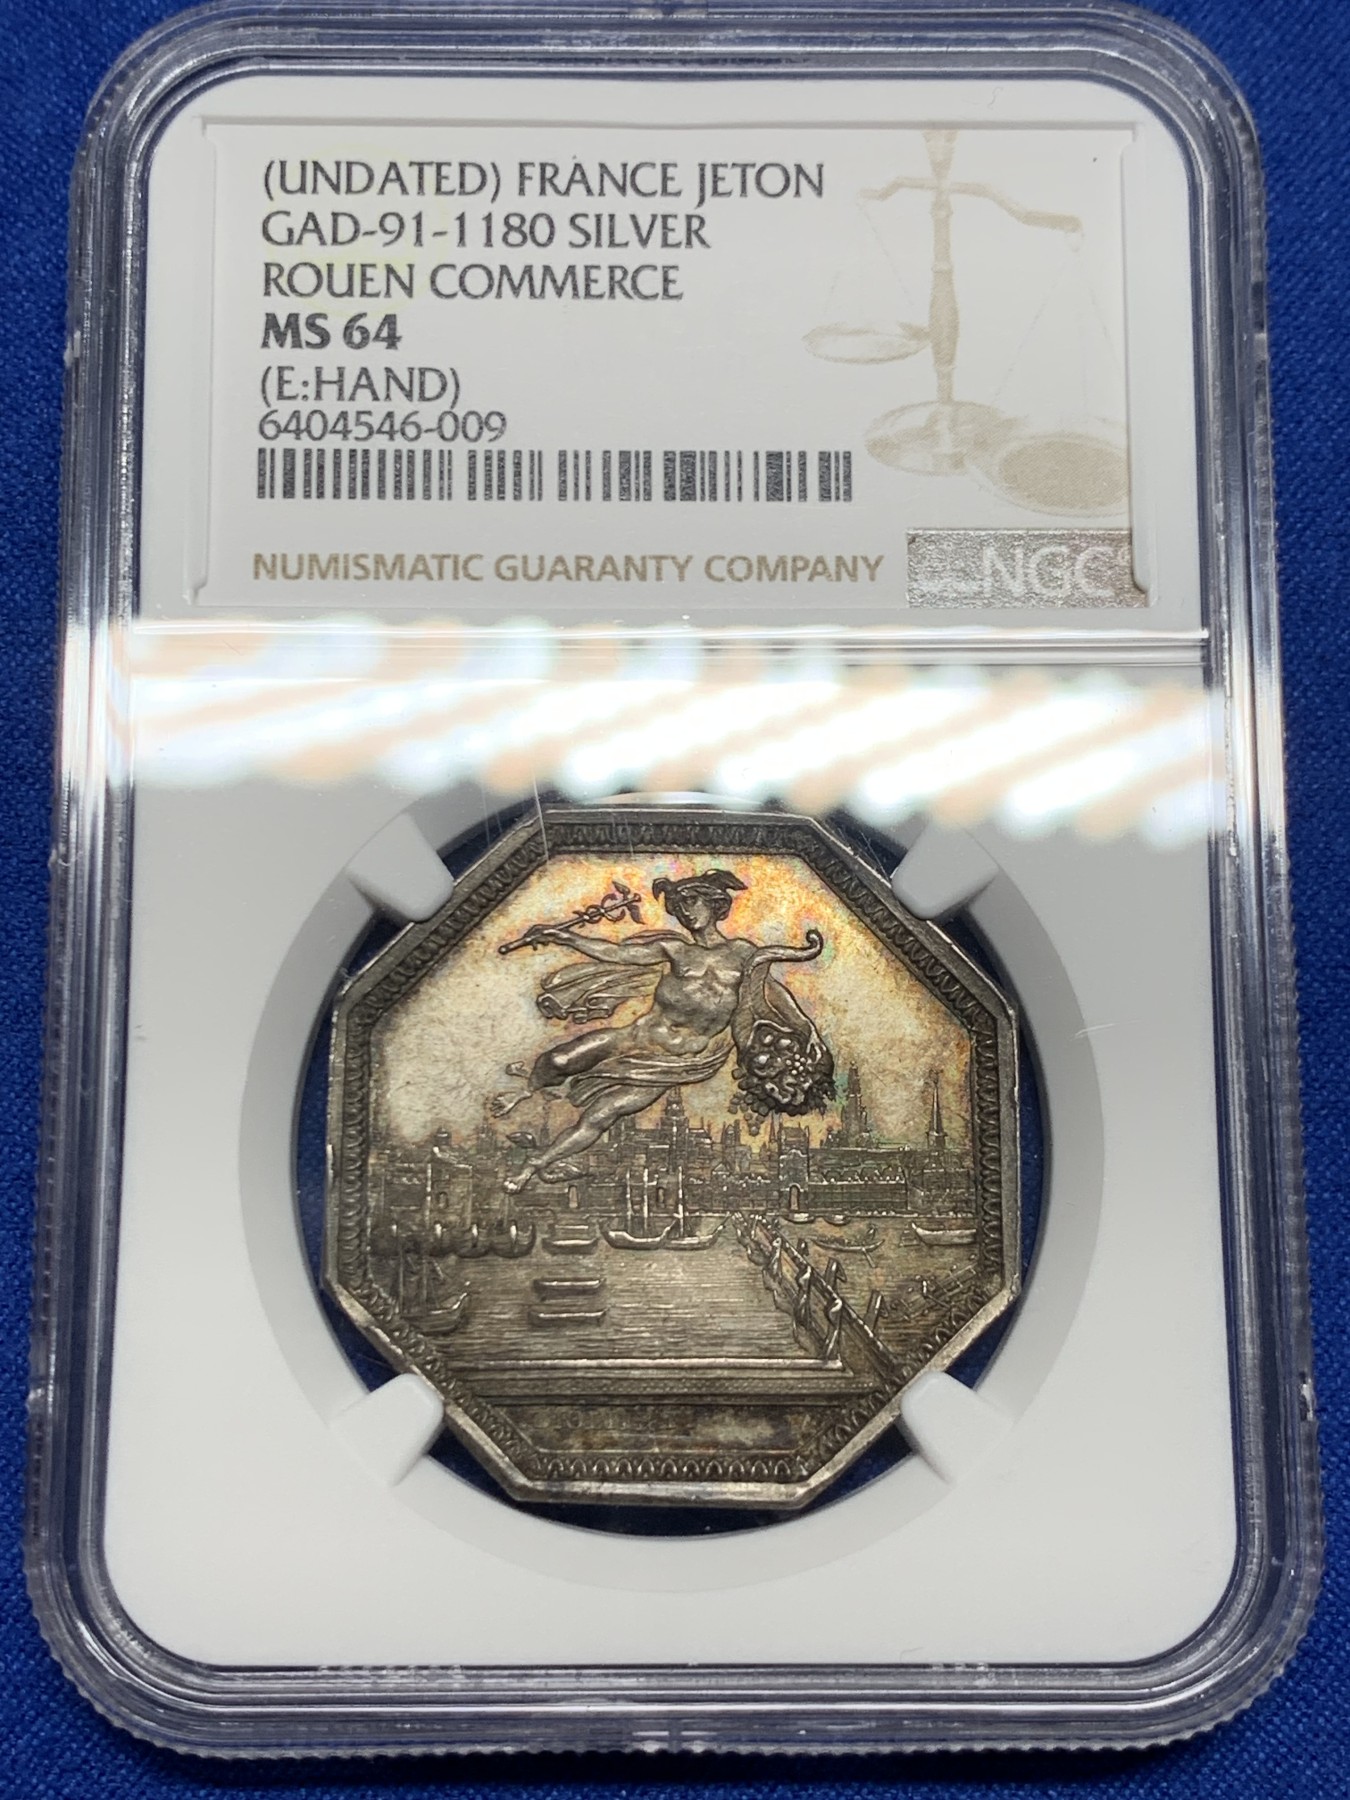 (UNDATED) FRANCE JETON
GAD-91-1180 SILVER
ROUEN COMMERCE
MS 64
(E:HAND)
6404546-009
NUMISMATIC GUARANTY COMPANY
NGC